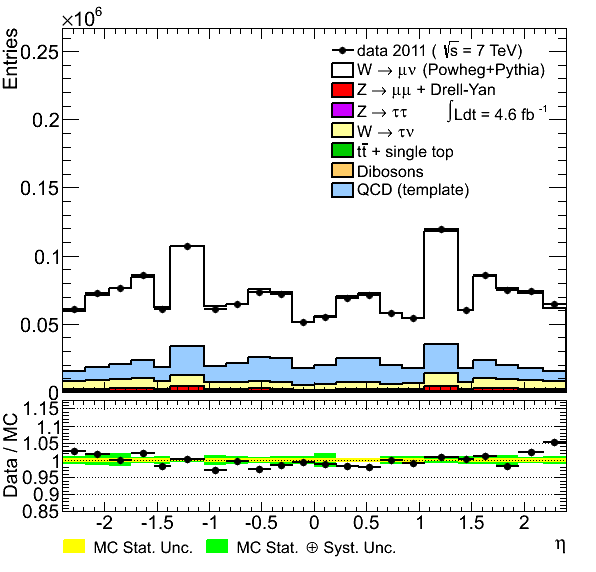 ×10⁶
Entries
0.25
0.2
0.15
0.1
0.05
0
data 2011 ( √s = 7 TeV)
W → μν (Powheg+Pythia)
Z → μμ + Drell-Yan
Z → ττ
∫Ldt = 4.6 fb⁻¹
W → τν
tt̅ + single top
Dibosons
QCD (template)
Data / MC
1.15
1.1
1.05
1
0.95
0.9
0.85
-2 -1.5 -1 -0.5 0 0.5 1 1.5 2
MC Stat. Unc. MC Stat. ⊕ Syst. Unc. η